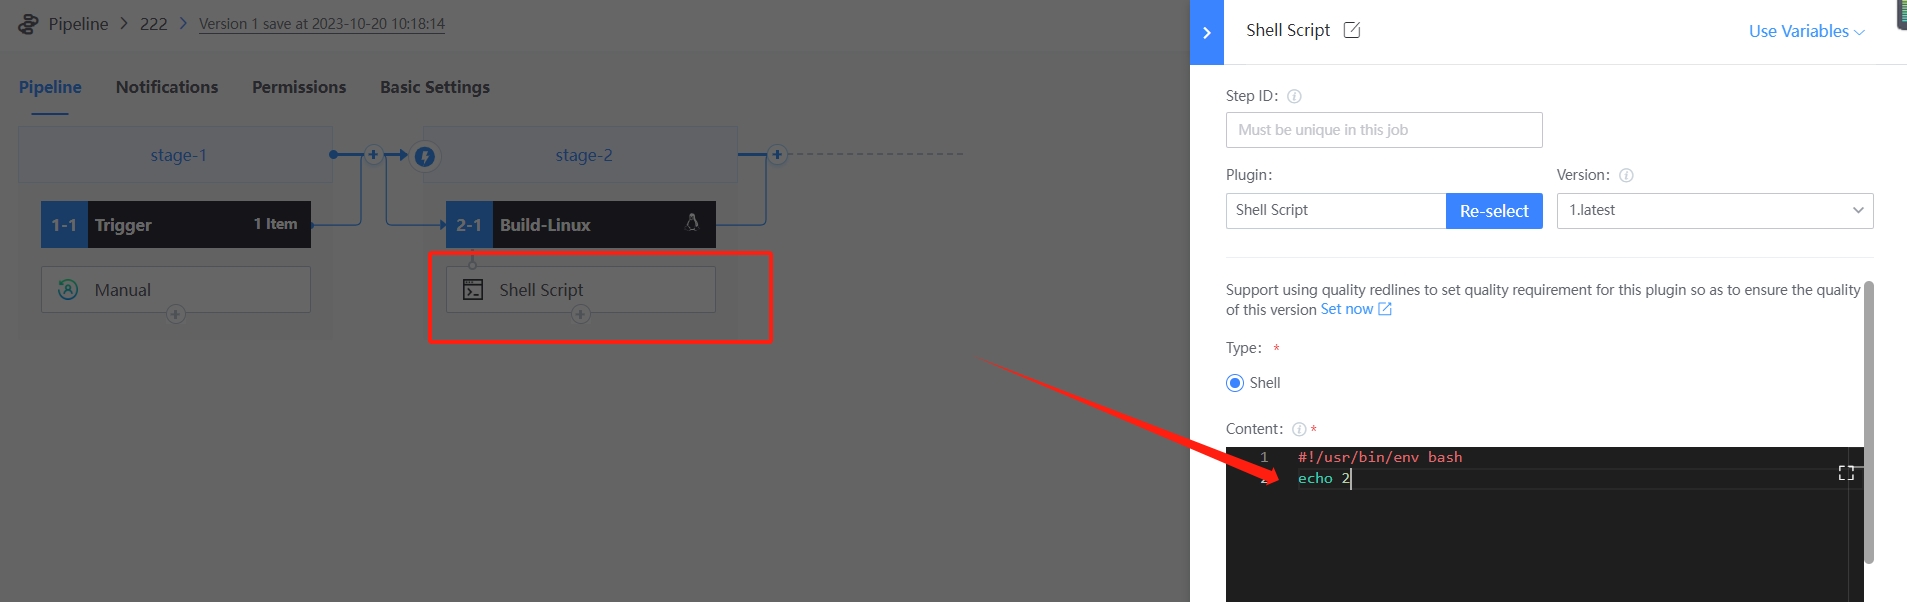 Pipeline > 222 > Version 1 save at 2023-10-20 10:18:14
Pipeline Notifications Permissions Basic Settings
stage-1
1-1 Trigger 1 Item
Manual
stage-2
2-1 Build-Linux
Shell Script
Shell Script Use Variables
Step ID:
Must be unique in this job
Plugin:
Shell Script Re-select
Version:
1.latest
Support using quality redlines to set quality requirement for this plugin so as to ensure the quality
of this version Set now
Type: *
Shell
Content: *
1 #!/usr/bin/env bash
2 echo 2